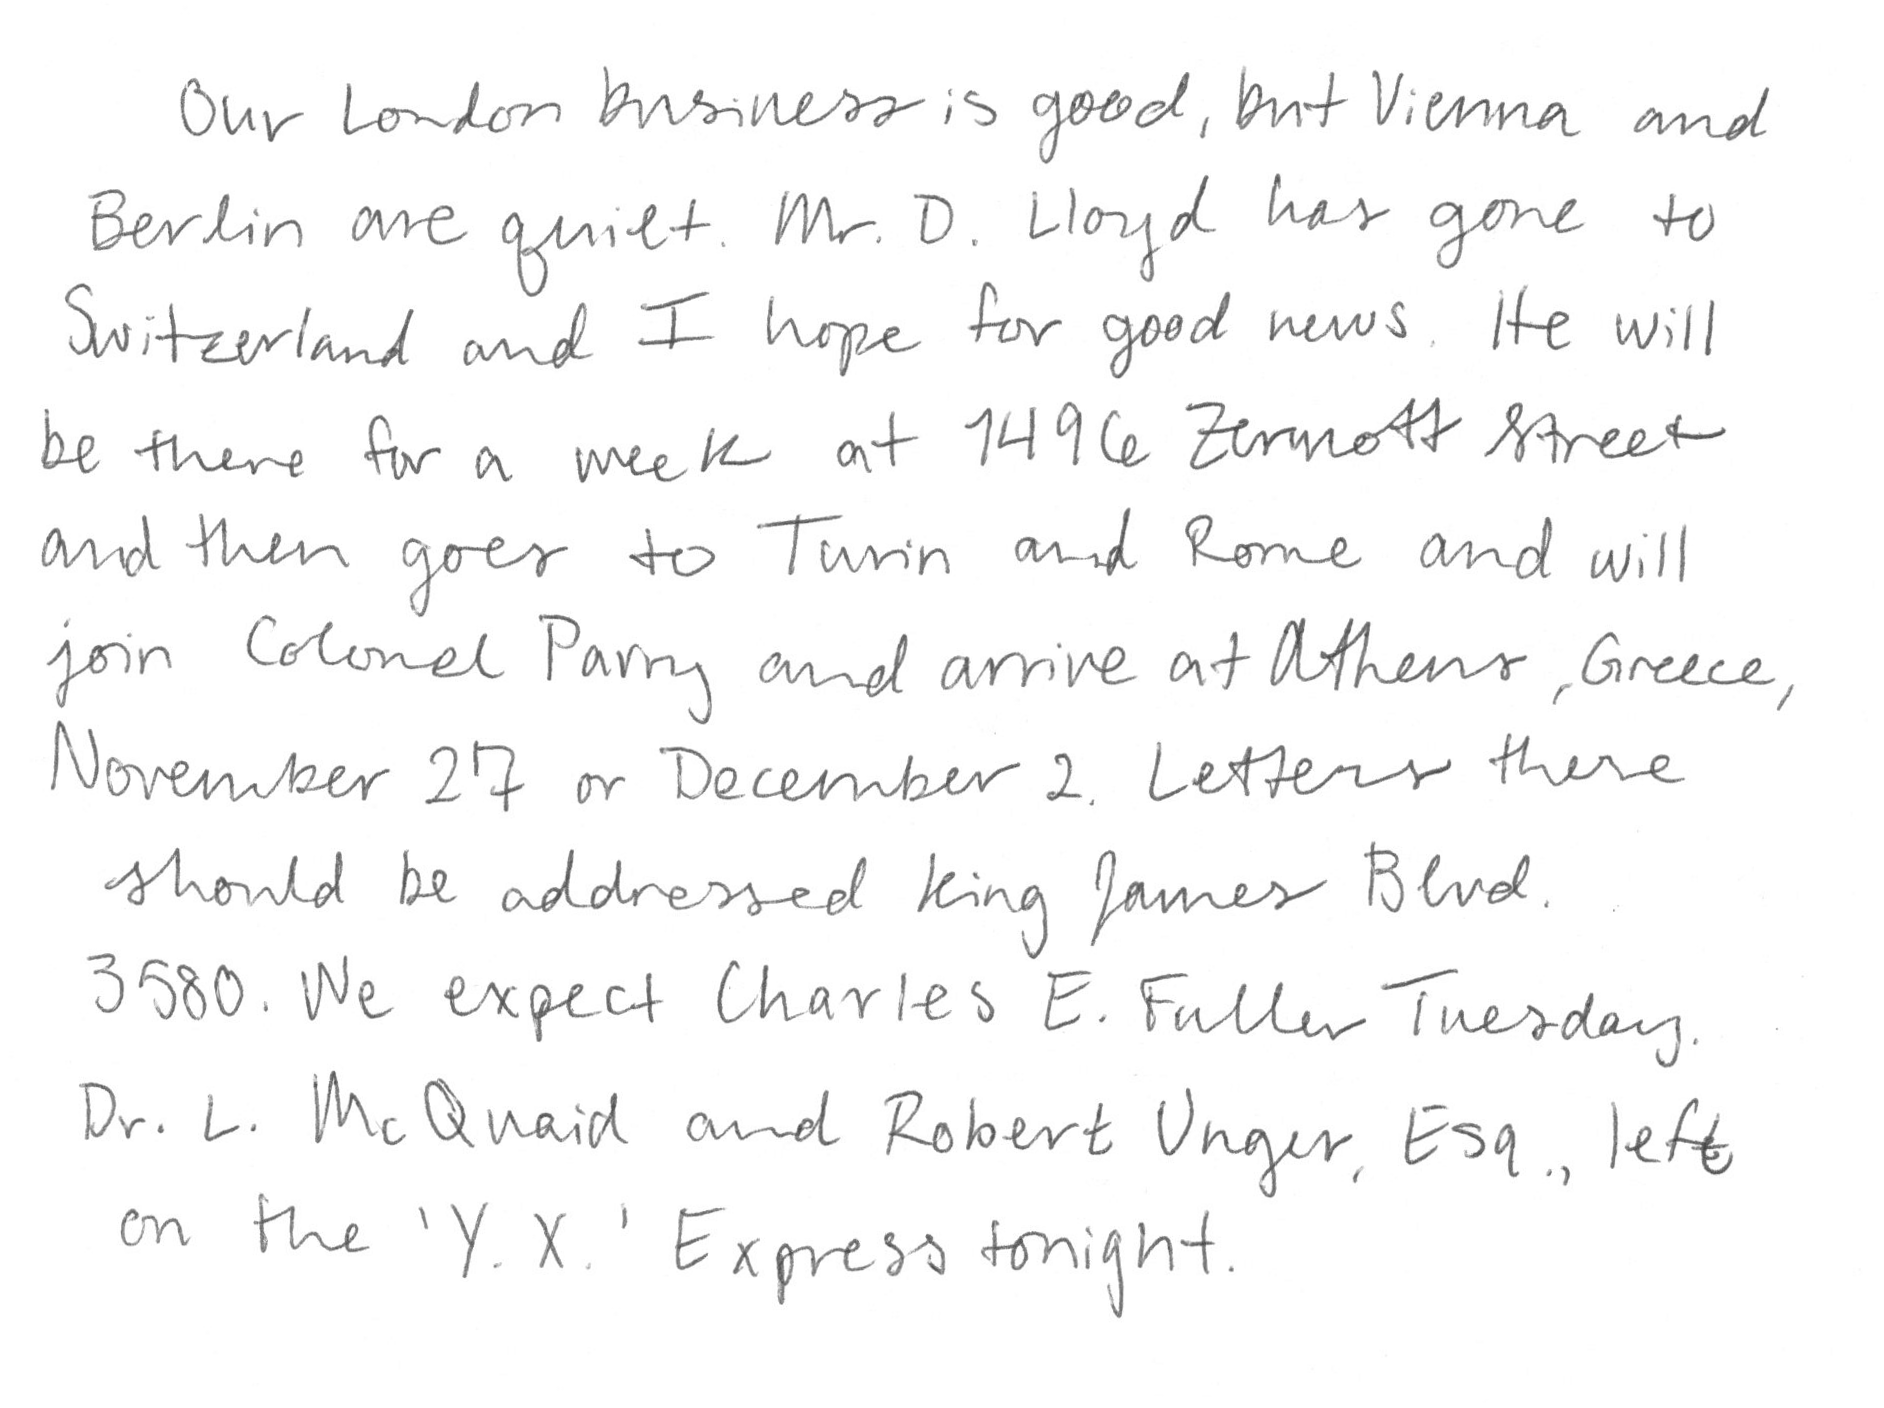 Our London business is good, but Vienna and
Berlin are quiet. Mr. D. Lloyd has gone to
Switzerland and I hope for good news. He will
be there for a week at 1496 Zermott Street
and then goes to Turin and Rome and will
join Colonel Parry and arrive at Athens, Greece,
November 27 or December 2. Letters there
should be addressed King James Blvd.
3580. We expect Charles E. Fuller Tuesday.
Dr. L. McQuaid and Robert Unger, Esq., left
on the 'Y. X.' Express tonight.